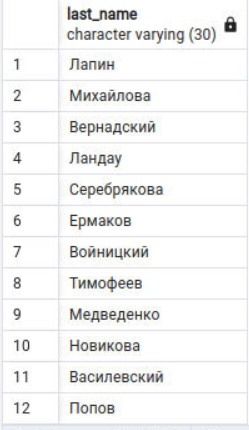 last_name
character varying (30)
1 Лапин
2 Михайлова
3 Вернадский
4 Ландау
5 Серебрякова
6 Ермаков
7 Войницкий
8 Тимофеев
9 Медведенко
10 Новикова
11 Василевский
12 Попов